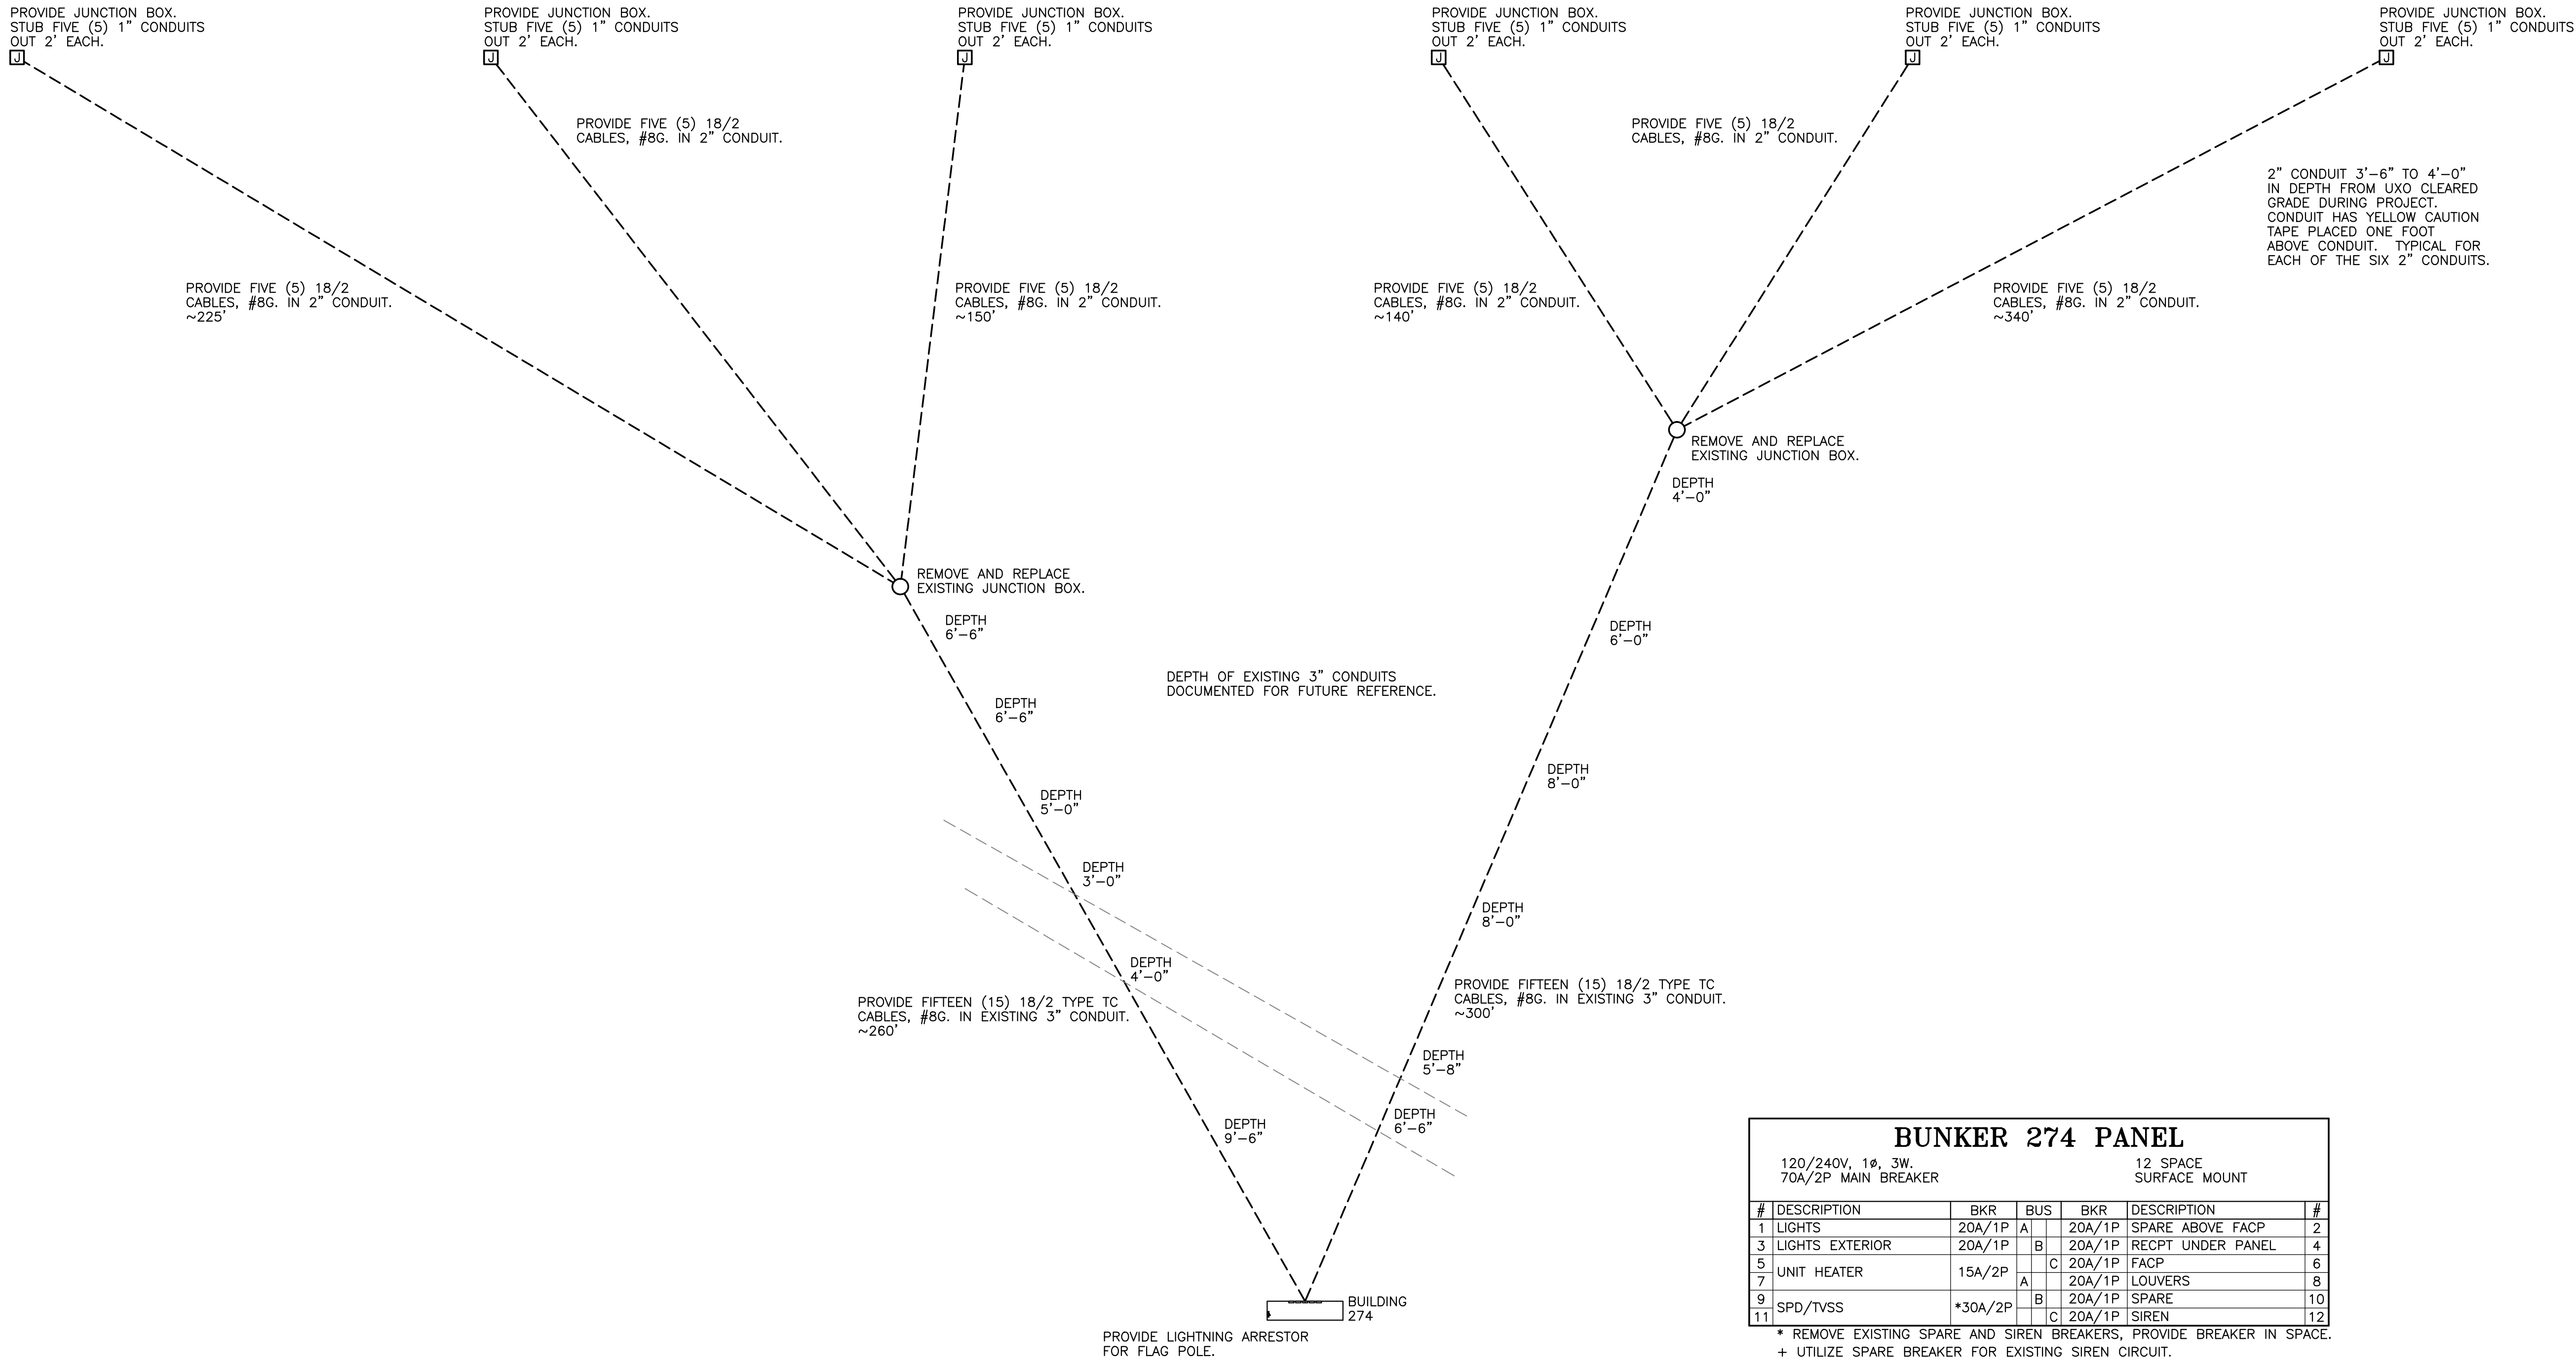 PROVIDE JUNCTION BOX.
STUB FIVE (5) 1" CONDUITS
OUT 2' EACH.
J
PROVIDE JUNCTION BOX.
STUB FIVE (5) 1" CONDUITS
OUT 2' EACH.
J
PROVIDE JUNCTION BOX.
STUB FIVE (5) 1" CONDUITS
OUT 2' EACH.
J
PROVIDE JUNCTION BOX.
STUB FIVE (5) 1" CONDUITS
OUT 2' EACH.
J
PROVIDE JUNCTION BOX.
STUB FIVE (5) 1" CONDUITS
OUT 2' EACH.
J
PROVIDE JUNCTION BOX.
STUB FIVE (5) 1" CONDUITS
OUT 2' EACH.
J
PROVIDE FIVE (5) 18/2
CABLES, #8G. IN 2" CONDUIT.
PROVIDE FIVE (5) 18/2
CABLES, #8G. IN 2" CONDUIT.
2" CONDUIT 3'-6" TO 4'-0"
IN DEPTH FROM UXO CLEARED
GRADE DURING PROJECT.
CONDUIT HAS YELLOW CAUTION
TAPE PLACED ONE FOOT
ABOVE CONDUIT. TYPICAL FOR
EACH OF THE SIX 2" CONDUITS.
PROVIDE FIVE (5) 18/2
CABLES, #8G. IN 2" CONDUIT.
~225'
PROVIDE FIVE (5) 18/2
CABLES, #8G. IN 2" CONDUIT.
~150'
PROVIDE FIVE (5) 18/2
CABLES, #8G. IN 2" CONDUIT.
~140'
PROVIDE FIVE (5) 18/2
CABLES, #8G. IN 2" CONDUIT.
~340'
REMOVE AND REPLACE
EXISTING JUNCTION BOX.
DEPTH
4'-0"
REMOVE AND REPLACE
EXISTING JUNCTION BOX.
DEPTH
6'-6"
DEPTH
6'-0"
DEPTH OF EXISTING 3" CONDUITS
DOCUMENTED FOR FUTURE REFERENCE.
DEPTH
6'-6"
DEPTH
8'-0"
DEPTH
5'-0"
DEPTH
3'-0"
DEPTH
8'-0"
DEPTH
4'-0"
PROVIDE FIFTEEN (15) 18/2 TYPE TC
CABLES, #8G. IN EXISTING 3" CONDUIT.
~260'
PROVIDE FIFTEEN (15) 18/2 TYPE TC
CABLES, #8G. IN EXISTING 3" CONDUIT.
~300'
DEPTH
5'-8"
DEPTH
6'-6"
DEPTH
9'-6"
BUILDING
274
PROVIDE LIGHTNING ARRESTOR
FOR FLAG POLE.
BUNKER 274 PANEL
120/240V, 1ø, 3W. 12 SPACE
70A/2P MAIN BREAKER SURFACE MOUNT
# DESCRIPTION BKR BUS BKR DESCRIPTION #
1 LIGHTS 20A/1P A 20A/1P SPARE ABOVE FACP 2
3 LIGHTS EXTERIOR 20A/1P B 20A/1P RECPT UNDER PANEL 4
5 UNIT HEATER 15A/2P C 20A/1P FACP 6
7 A 20A/1P LOUVERS 8
9 SPD/TVSS *30A/2P B 20A/1P SPARE 10
11 C 20A/1P SIREN 12
* REMOVE EXISTING SPARE AND SIREN BREAKERS, PROVIDE BREAKER IN SPACE.
+ UTILIZE SPARE BREAKER FOR EXISTING SIREN CIRCUIT.